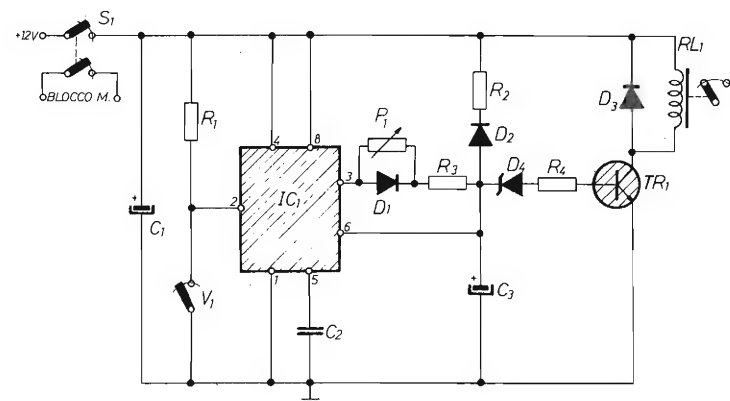 S1
+12V
BLOCCO M.
RL1
R1
P1
R2
D3
D2
4 8
3
R3
D4
R4
IC1
2
D1
TR1
+
C1
6
V1
1 5
+
C3
C2